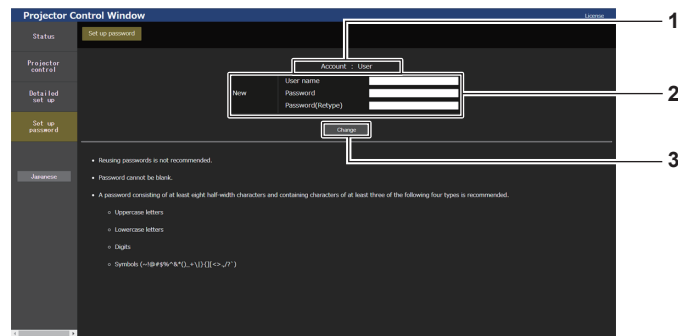 Projector Control Window
License
1
Status
Set up password
Projector
control
Account : User
User name
New
Password
2
Detailed
set up
Password(Retype)
Set up
password
Change
3
• Reusing passwords is not recommended.
Japanese
• Password cannot be blank.
• A password consisting of at least eight half-width characters and containing characters of at least three of the following four types is recommended.
○ Uppercase letters
○ Lowercase letters
○ Digits